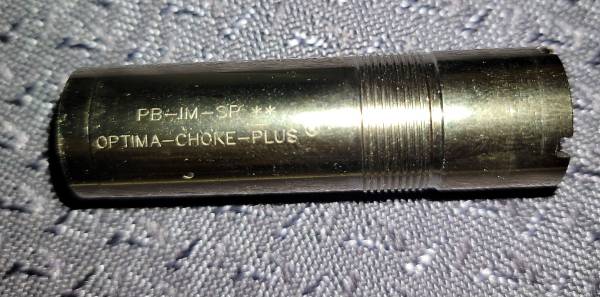 PB-IM-SP **
OPTIMA-CHOKE-PLUS®